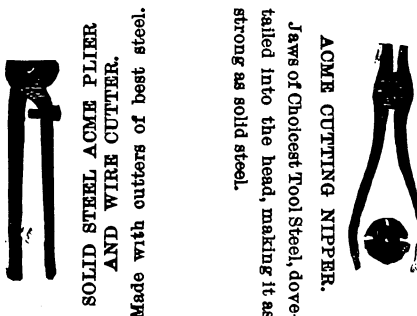 SOLID STEEL ACME PLIER
AND WIRE CUTTER.
Made with cutters of best steel.
ACME CUTTING NIPPER.
Jaws of Choicest Tool Steel, dove-
tailed into the head, making it as
strong as solid steel.